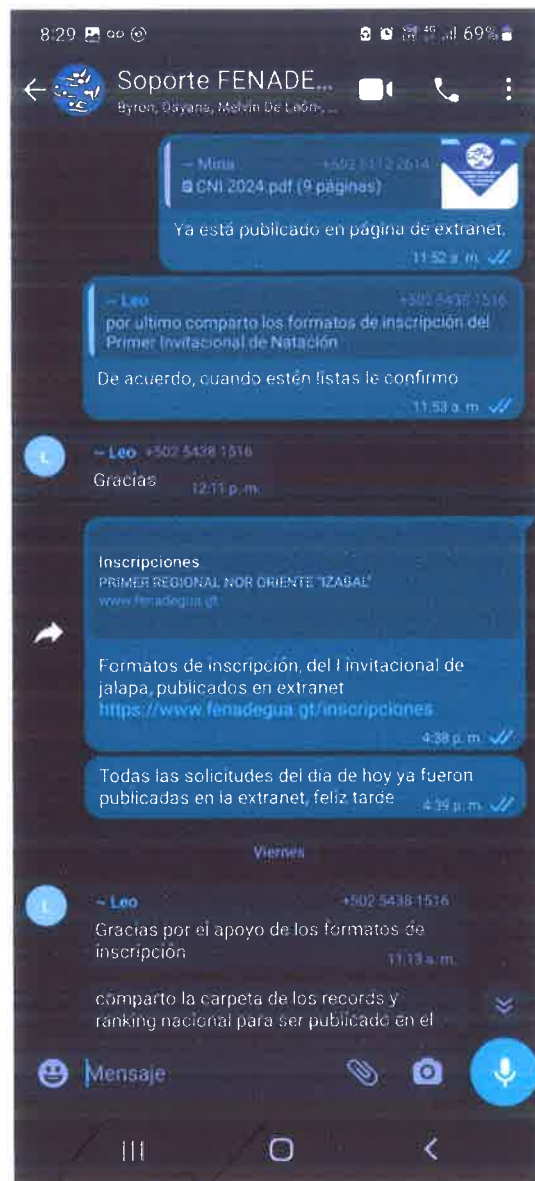 8:29
69%
Soporte FENADE...
Byron, Dayana, Melvin De León-, ...
~ Mina +502 5112 2614
CNI 2024.pdf (9 páginas)
Ya está publicado en página de extranet.
11:52 a. m.
~ Leo +502 5438 1516
por ultimo comparto los formatos de inscripción del
Primer Invitacional de Natación
De acuerdo, cuando estén listas le confirmo
11:53 a. m.
L
~ Leo +502 5438 1516
Gracias
12:11 p. m.
Inscripciones
PRIMER REGIONAL NOR ORIENTE "IZABAL"
www.fenadegua.gt
Formatos de inscripción, del I invitacional de
jalapa, publicados en extranet
https://www.fenadegua.gt/inscripciones
4:38 p. m.
Todas las solicitudes del día de hoy ya fueron
publicadas en la extranet, feliz tarde
4:39 p. m.
Viernes
L
~ Leo +502 5438 1516
Gracias por el apoyo de los formatos de
inscripción
11:13 a. m.
comparto la carpeta de los records y
ranking nacional para ser publicado en el
Mensaje